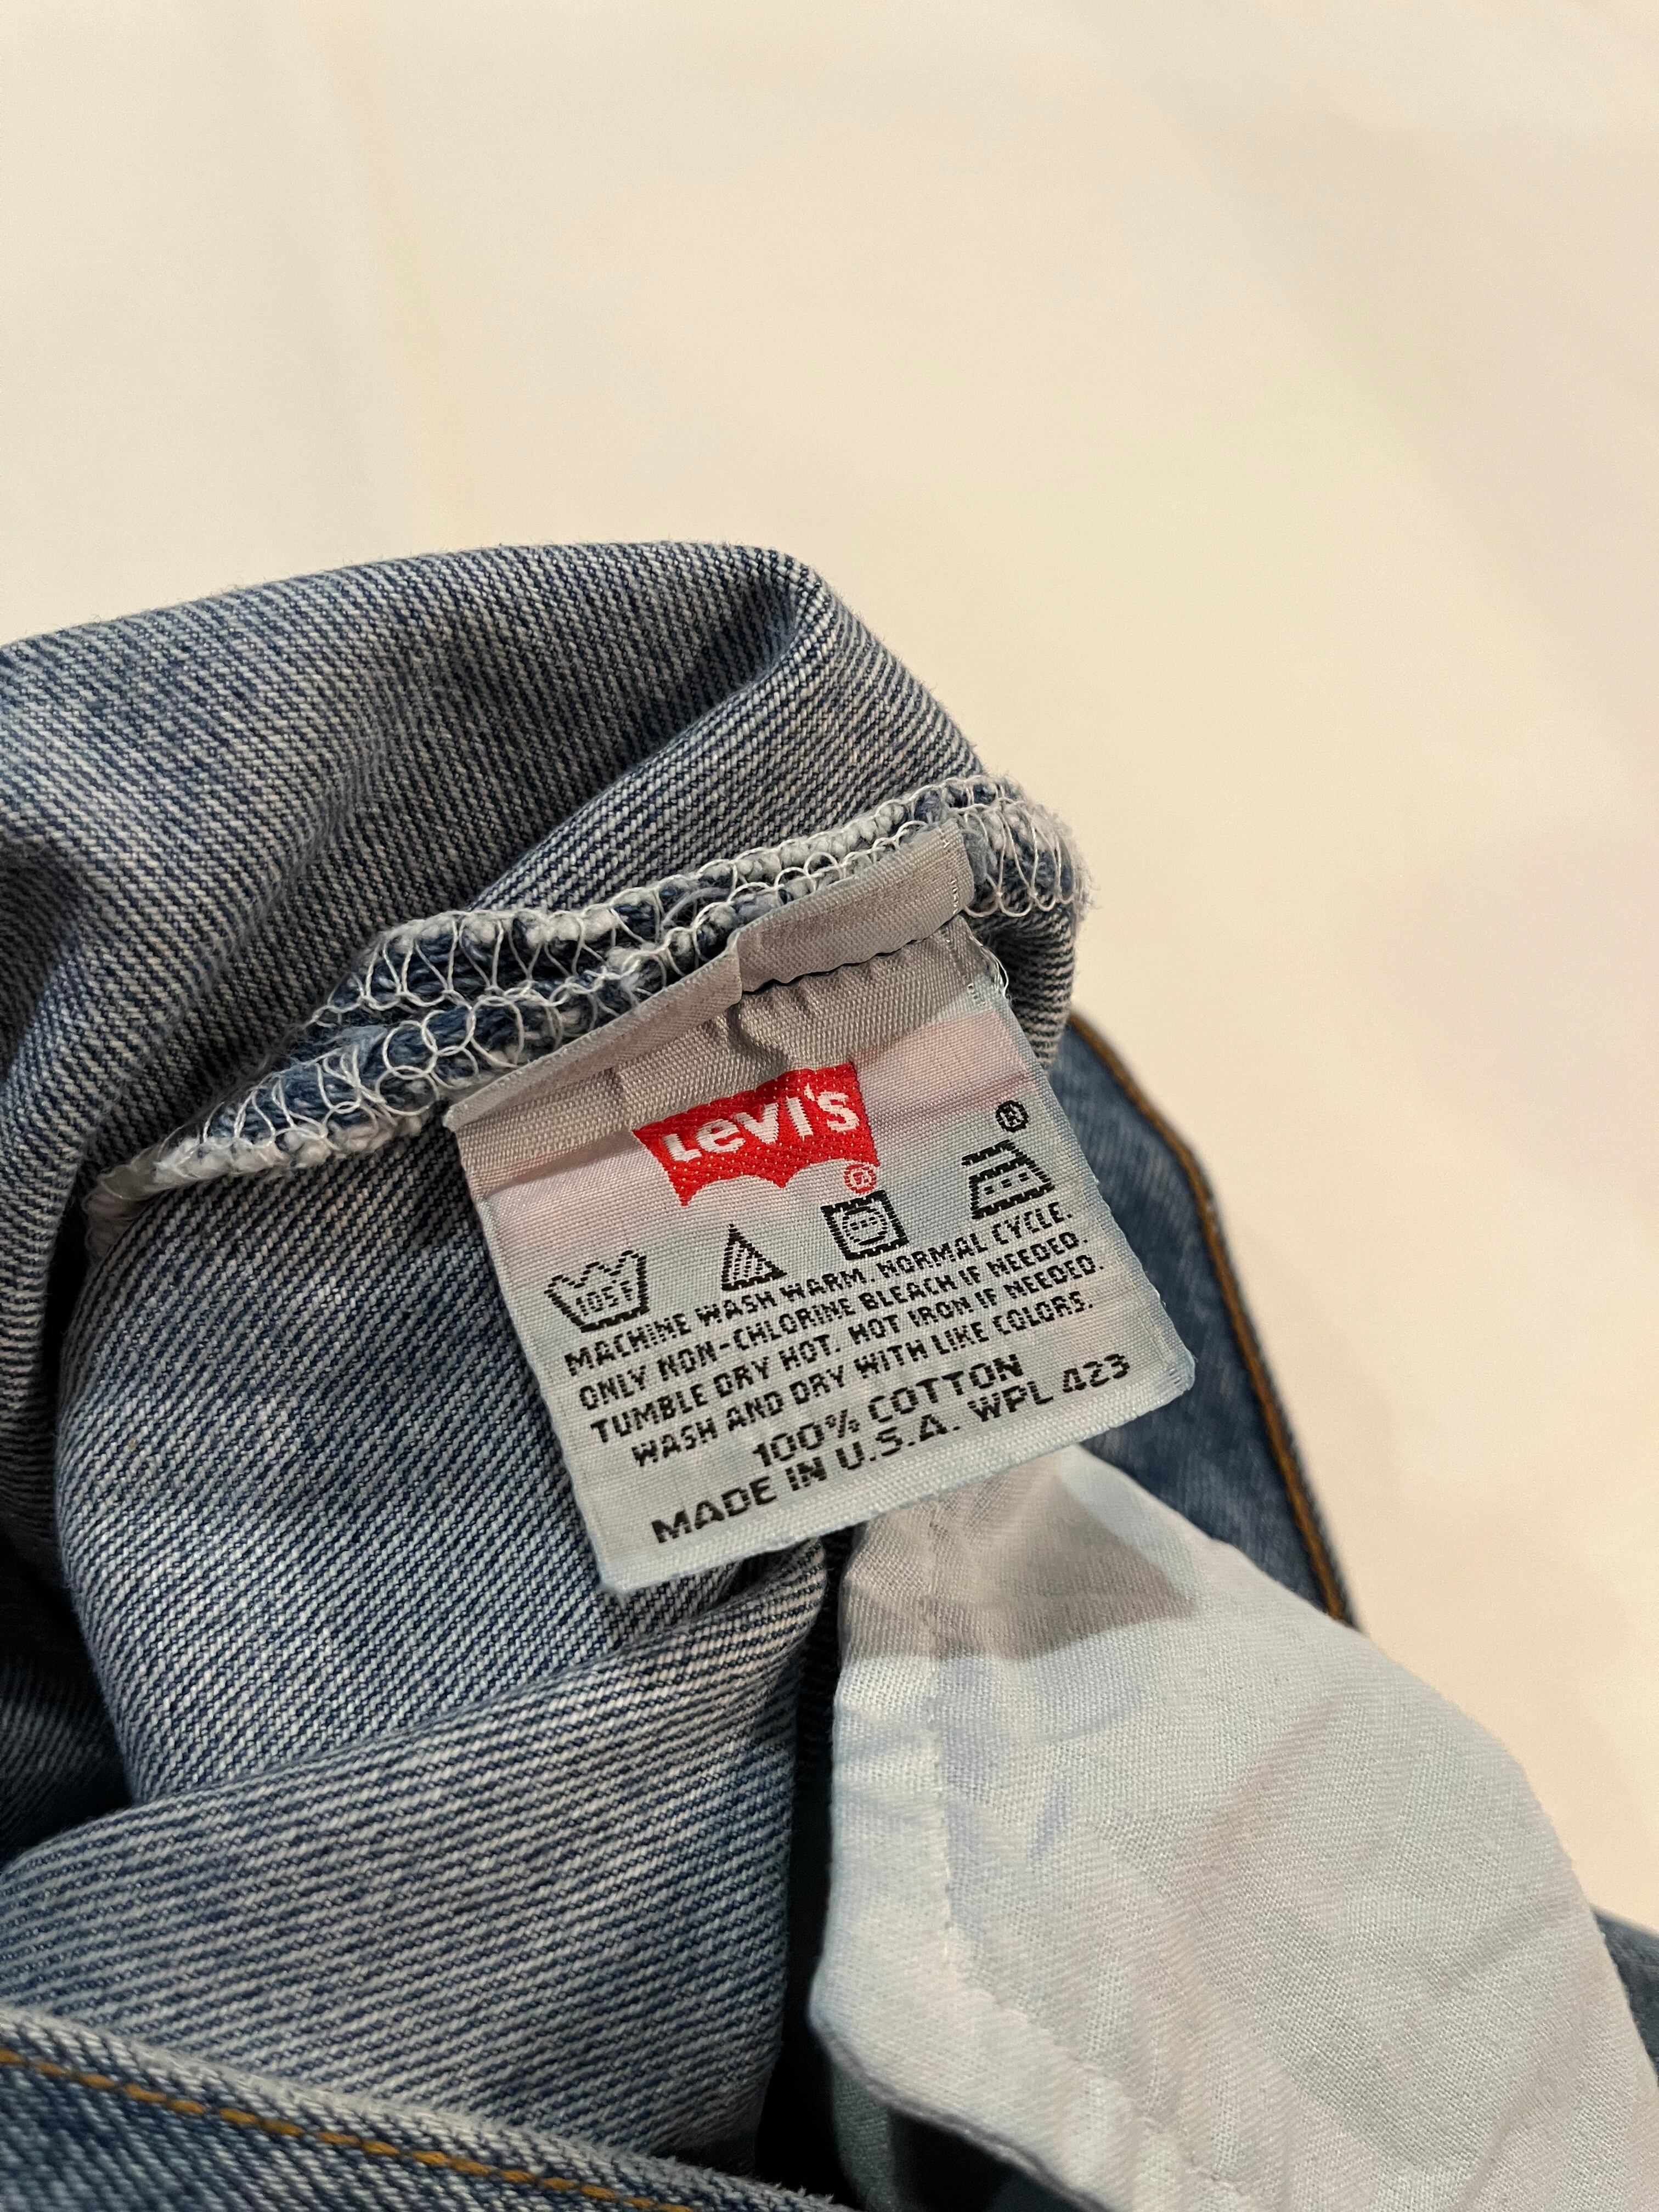 Levi's
®
®
105F
MACHINE WASH WARM. NORMAL CYCLE.
ONLY NON-CHLORINE BLEACH IF NEEDED.
TUMBLE DRY HOT. HOT IRON IF NEEDED.
WASH AND DRY WITH LIKE COLORS.
100% COTTON
MADE IN U.S.A. WPL 423